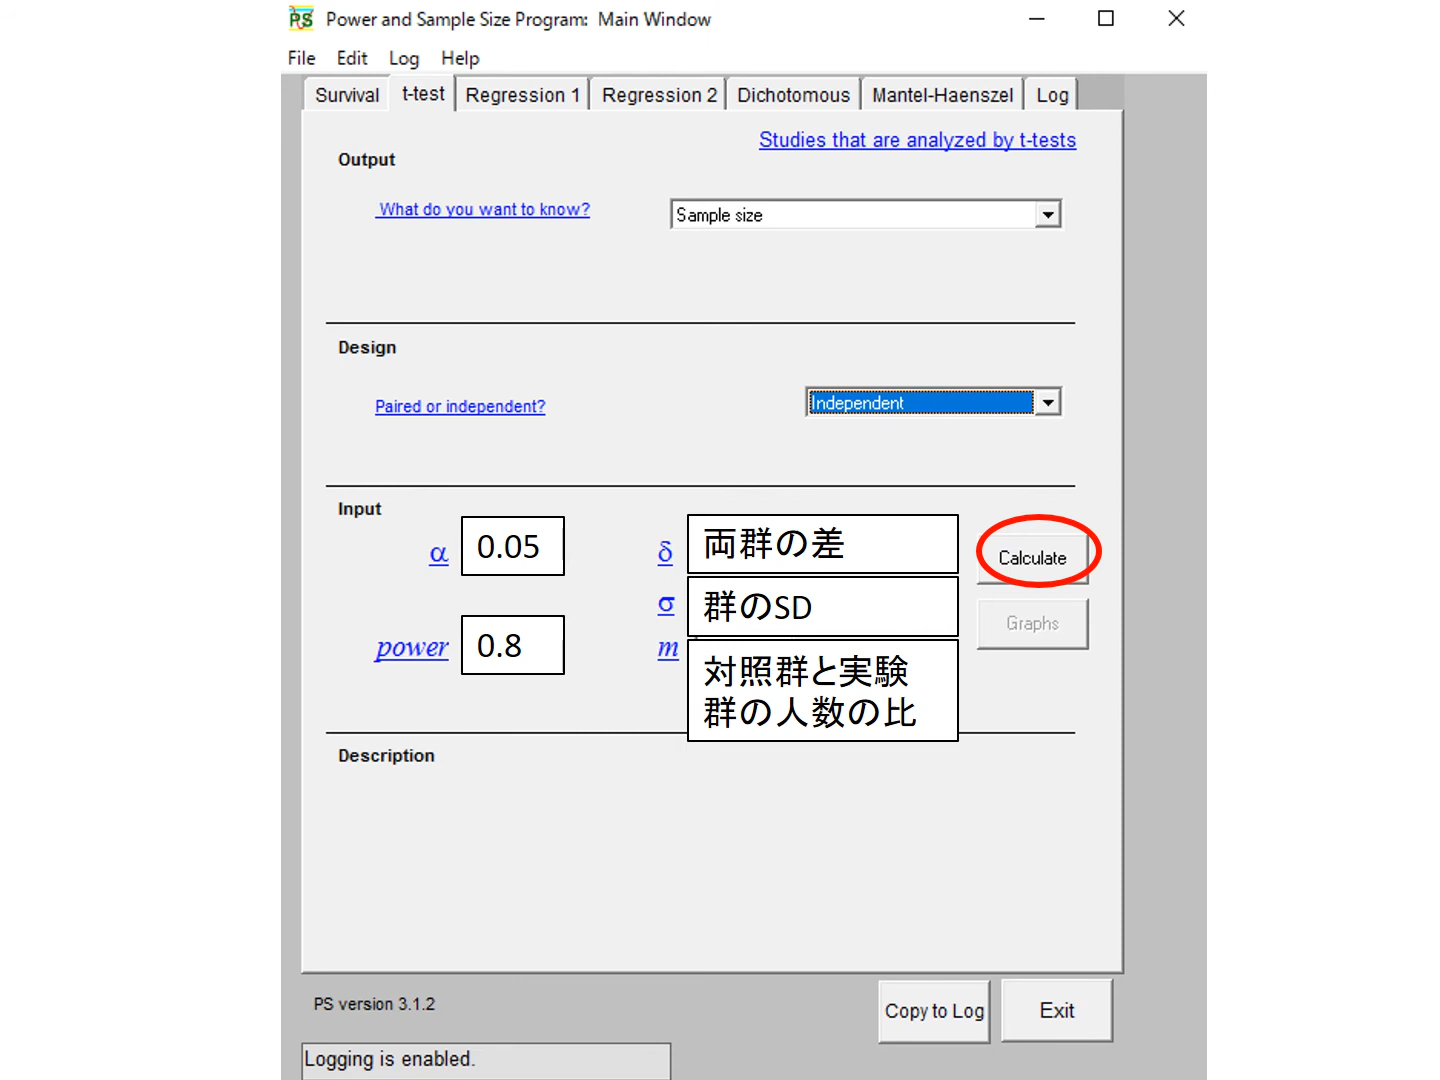 PS Power and Sample Size Program: Main Window
File Edit Log Help
Survival t-test Regression 1 Regression 2 Dichotomous Mantel-Haenszel Log
Studies that are analyzed by t-tests
Output
What do you want to know? Sample size
Design
Paired or independent? Independent
Input
α 0.05 δ 両群の差 Calculate
σ 群のSD
Graphs
power 0.8 m 対照群と実験
群の人数の比
Description
PS version 3.1.2
Copy to Log Exit
Logging is enabled.